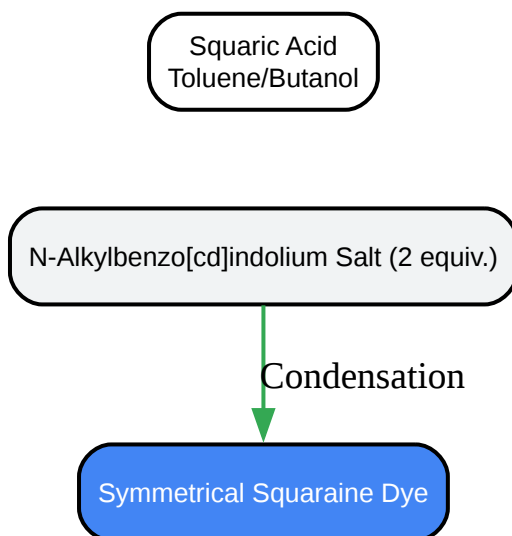 Squaric Acid
Toluene/Butanol
N-Alkylbenzo[cd]indolium Salt (2 equiv.)
Condensation
Symmetrical Squaraine Dye